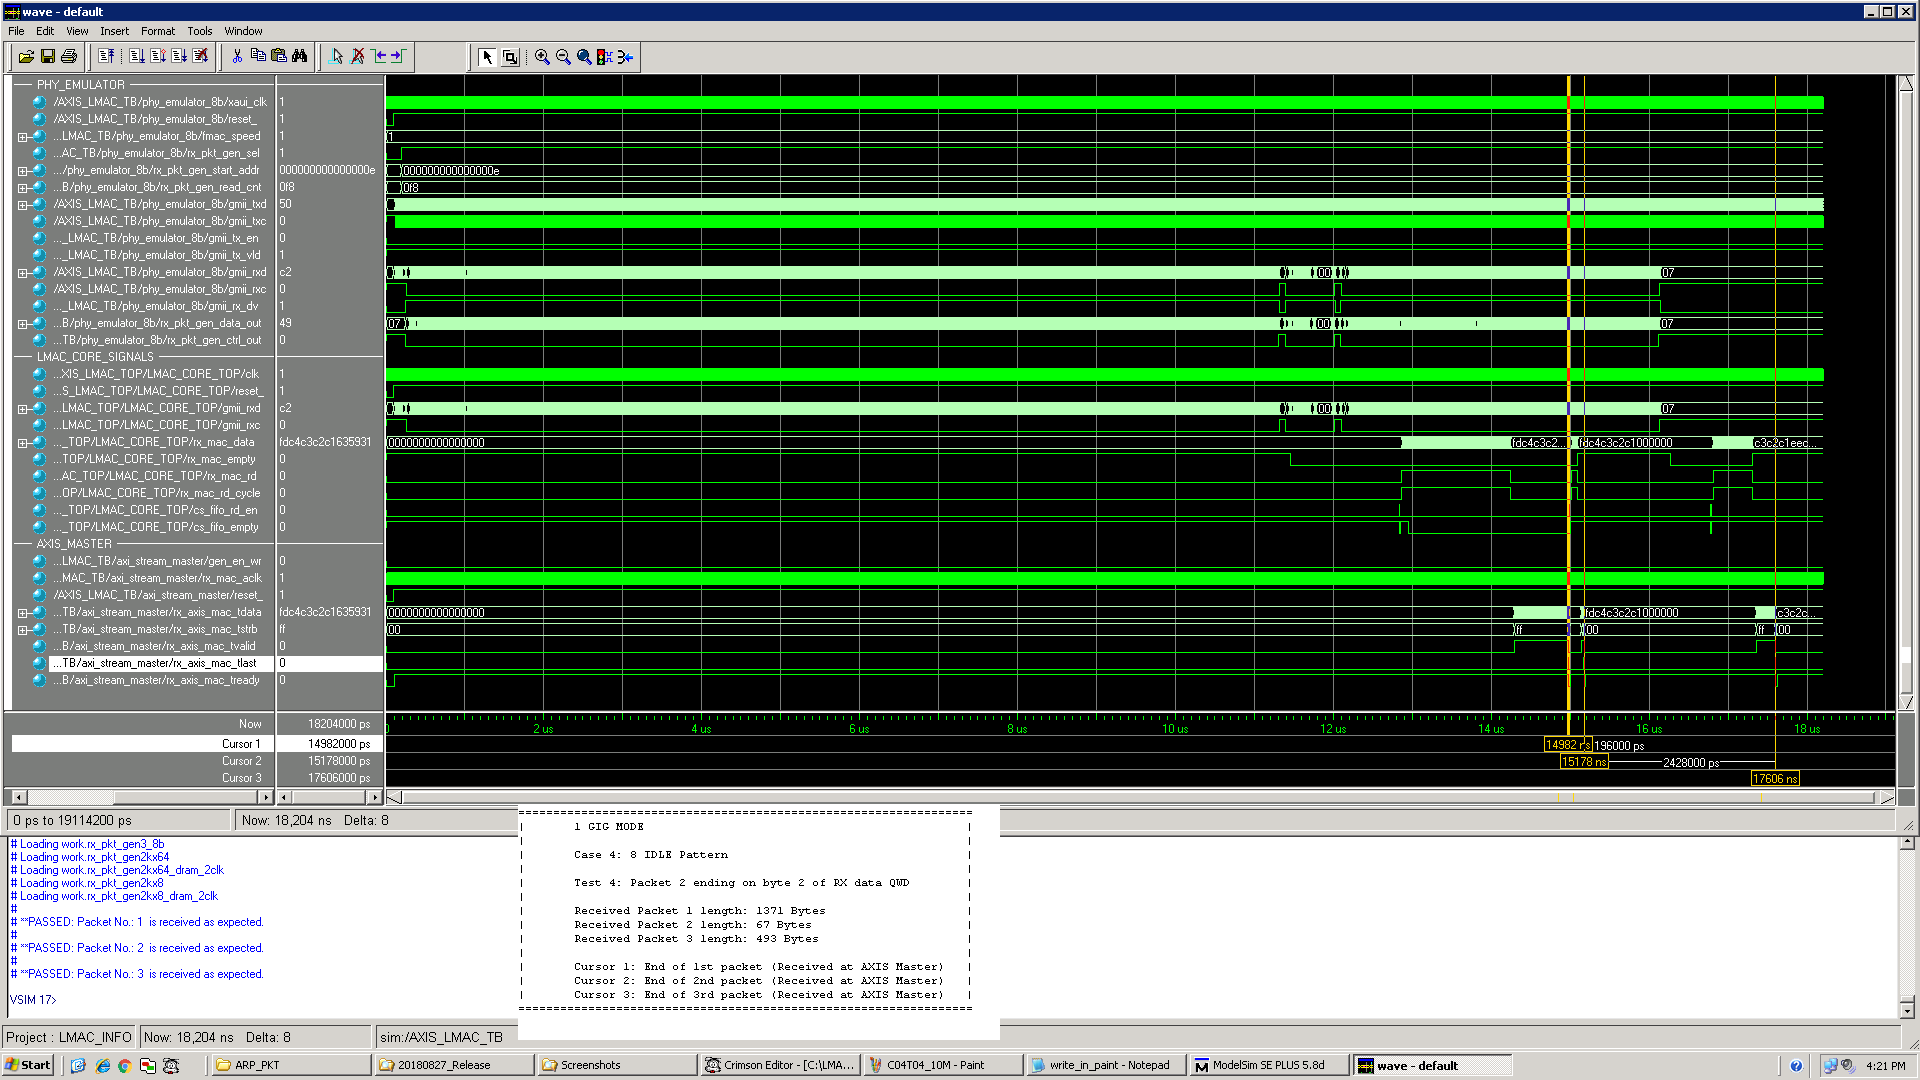 wave - default
File Edit View Insert Format Tools Window
PHY_EMULATOR
/AXIS_LMAC_TB/phy_emulator_8b/xaui_clk 1
/AXIS_LMAC_TB/phy_emulator_8b/reset_ 1
...LMAC_TB/phy_emulator_8b/fmac_speed 1 1
...AC_TB/phy_emulator_8b/rx_pkt_gen_sel 1
.../phy_emulator_8b/rx_pkt_gen_start_addr 000000000000000e 000000000000000e
...B/phy_emulator_8b/rx_pkt_gen_read_cnt 0f8 0f8
/AXIS_LMAC_TB/phy_emulator_8b/gmii_txd 50
/AXIS_LMAC_TB/phy_emulator_8b/gmii_txc 0
..._LMAC_TB/phy_emulator_8b/gmii_tx_en 0
..._LMAC_TB/phy_emulator_8b/gmii_tx_vld 1
/AXIS_LMAC_TB/phy_emulator_8b/gmii_rxd c2 00 07
/AXIS_LMAC_TB/phy_emulator_8b/gmii_rxc 0
..._LMAC_TB/phy_emulator_8b/gmii_rx_dv 1
...B/phy_emulator_8b/rx_pkt_gen_data_out 49 07 00 07
...TB/phy_emulator_8b/rx_pkt_gen_ctrl_out 0
LMAC_CORE_SIGNALS
...XIS_LMAC_TOP/LMAC_CORE_TOP/clk 1
...S_LMAC_TOP/LMAC_CORE_TOP/reset_ 1
...LMAC_TOP/LMAC_CORE_TOP/gmii_rxd c2 00 07
...LMAC_TOP/LMAC_CORE_TOP/gmii_rxc 0
..._TOP/LMAC_CORE_TOP/rx_mac_data fdc4c3c2c1635931 0000000000000000 fdc4c3c2... fdc4c3c2c1000000 c3c2c1eec...
...TOP/LMAC_CORE_TOP/rx_mac_empty 0
...AC_TOP/LMAC_CORE_TOP/rx_mac_rd 0
...OP/LMAC_CORE_TOP/rx_mac_rd_cycle 0
..._TOP/LMAC_CORE_TOP/cs_fifo_rd_en 0
..._TOP/LMAC_CORE_TOP/cs_fifo_empty 0
AXIS_MASTER
...LMAC_TB/axi_stream_master/gen_en_wr 0
...MAC_TB/axi_stream_master/rx_mac_aclk 1
/AXIS_LMAC_TB/axi_stream_master/reset_ 1
...TB/axi_stream_master/rx_axis_mac_tdata fdc4c3c2c1635931 0000000000000000 fdc4c3c2c1000000 c3c2c...
...TB/axi_stream_master/rx_axis_mac_tstrb ff 00 ff 00 ff 00
...B/axi_stream_master/rx_axis_mac_tvalid 0
...TB/axi_stream_master/rx_axis_mac_tlast 0
...B/axi_stream_master/rx_axis_mac_tready 0
Now 18204000 ps 0 2 us 4 us 6 us 8 us 10 us 12 us 14 us 16 us 18 us
Cursor 1 14982000 ps 14982 ns 196000 ps
Cursor 2 15178000 ps 15178 ns 2428000 ps
Cursor 3 17606000 ps 17606 ns
0 ps to 19114200 ps Now: 18,204 ns Delta: 8
# Loading work.rx_pkt_gen3_8b
# Loading work.rx_pkt_gen2kx64
# Loading work.rx_pkt_gen2kx64_dram_2clk
# Loading work.rx_pkt_gen2kx8
# Loading work.rx_pkt_gen2kx8_dram_2clk
#
# **PASSED: Packet No.: 1 is received as expected.
#
# **PASSED: Packet No.: 2 is received as expected.
#
# **PASSED: Packet No.: 3 is received as expected.
VSIM 17>
1 GIG MODE
Case 4: 8 IDLE Pattern
Test 4: Packet 2 ending on byte 2 of RX data QWD
Received Packet 1 length: 1371 Bytes
Received Packet 2 length: 67 Bytes
Received Packet 3 length: 493 Bytes
Cursor 1: End of 1st packet (Received at AXIS Master)
Cursor 2: End of 2nd packet (Received at AXIS Master)
Cursor 3: End of 3rd packet (Received at AXIS Master)
Project : LMAC_INFO Now: 18,204 ns Delta: 8 sim:/AXIS_LMAC_TB
Start ARP_PKT 20180827_Release Screenshots Crimson Editor - [C:\LMA... C04T04_10M - Paint write_in_paint - Notepad ModelSim SE PLUS 5.8d wave - default 4:21 PM